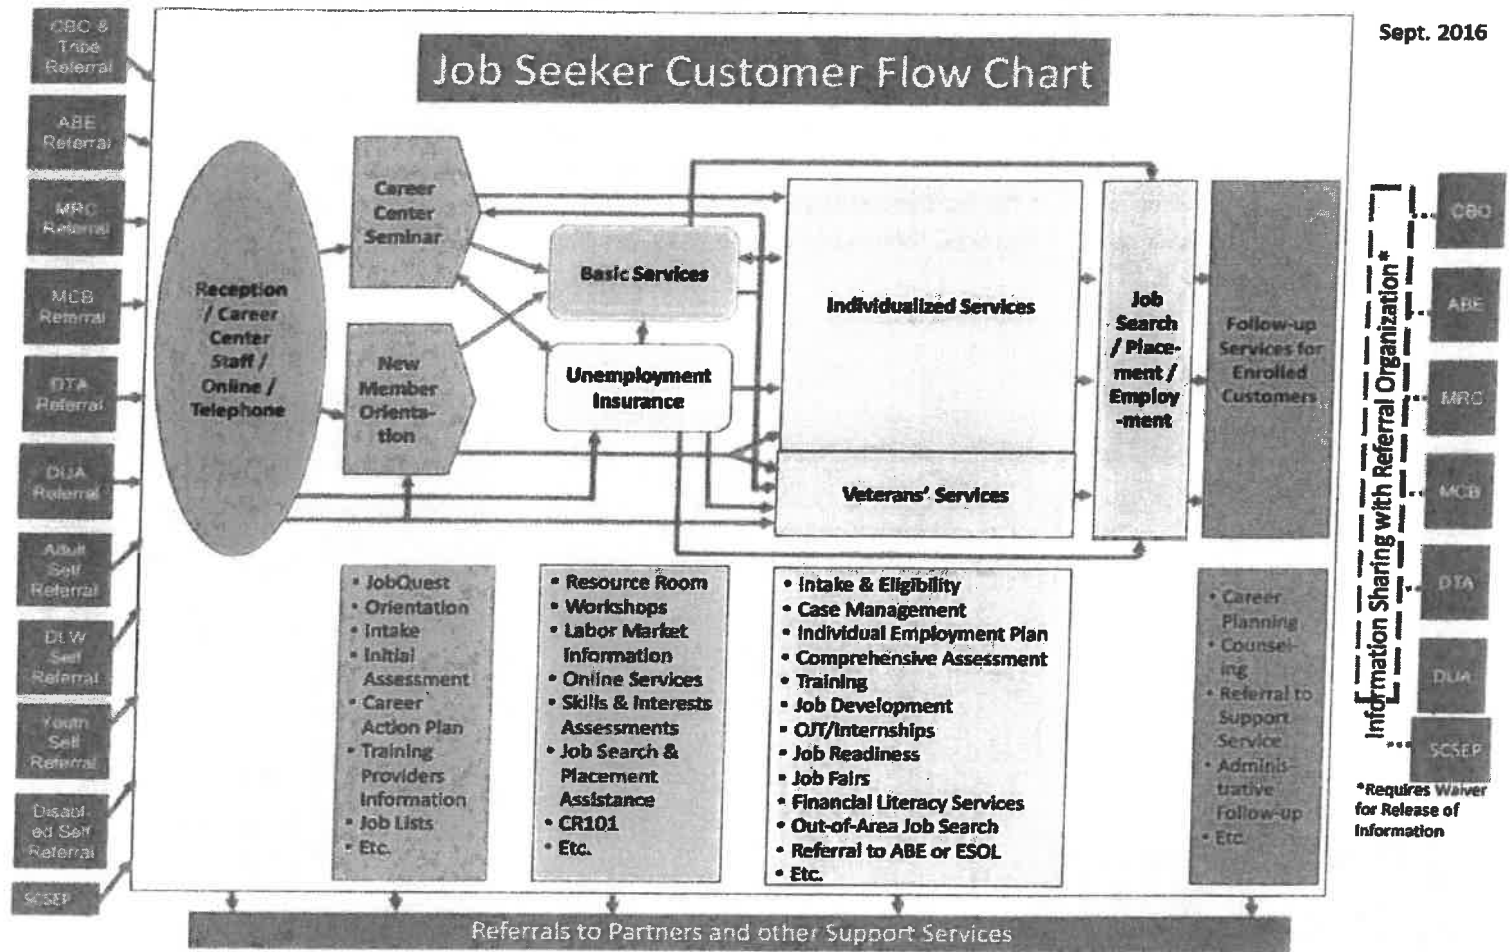 Sept. 2016
Job Seeker Customer Flow Chart
CBO &
Tribe
Referral
ABE
Referral
MRC
Referral
MCB
Referral
DTA
Referral
DUA
Referral
Adult
Self
Referral
DLW
Self
Referral
Youth
Self
Referral
Disabl-
ed Self
Referral
SCSEP
Reception
/ Career
Center
Staff /
Online /
Telephone
Career
Center
Seminar
New
Member
Orienta-
tion
Basic Services
Unemployment
Insurance
Individualized Services
Veterans' Services
Job
Search
/ Place-
ment /
Employ
-ment
Follow-up
Services for
Enrolled
Customers
• JobQuest
• Orientation
• Intake
• Initial
Assessment
• Career
Action Plan
• Training
Providers
Information
• Job Lists
• Etc.
• Resource Room
• Workshops
• Labor Market
Information
• Online Services
• Skills & Interests
Assessments
• Job Search &
Placement
Assistance
• CR101
• Etc.
• Intake & Eligibility
• Case Management
• Individual Employment Plan
• Comprehensive Assessment
• Training
• Job Development
• OJT/Internships
• Job Readiness
• Job Fairs
• Financial Literacy Services
• Out-of-Area Job Search
• Referral to ABE or ESOL
• Etc.
• Career
Planning
• Counsel-
ing
• Referral to
Support
Service
• Adminis-
trative
Follow-up
• Etc.
Information Sharing with Referral Organization*
CBO
ABE
MRC
MCB
DTA
DUA
SCSEP
*Requires Waiver
for Release of
Information
Referrals to Partners and other Support Services